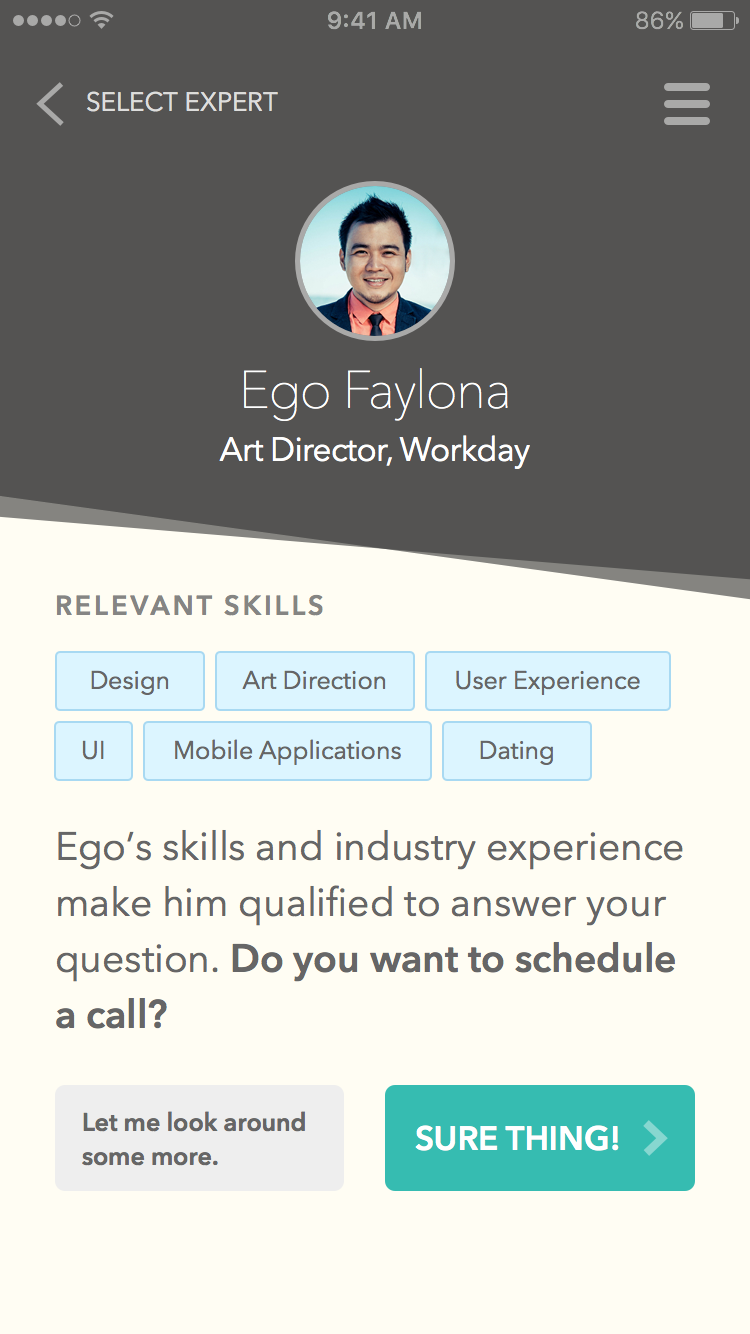 9:41 AM 86%
SELECT EXPERT
Ego Faylona
Art Director, Workday
RELEVANT SKILLS
Design Art Direction User Experience
UI Mobile Applications Dating
Ego’s skills and industry experience
make him qualified to answer your
question. Do you want to schedule
a call?
Let me look around
some more.
SURE THING!